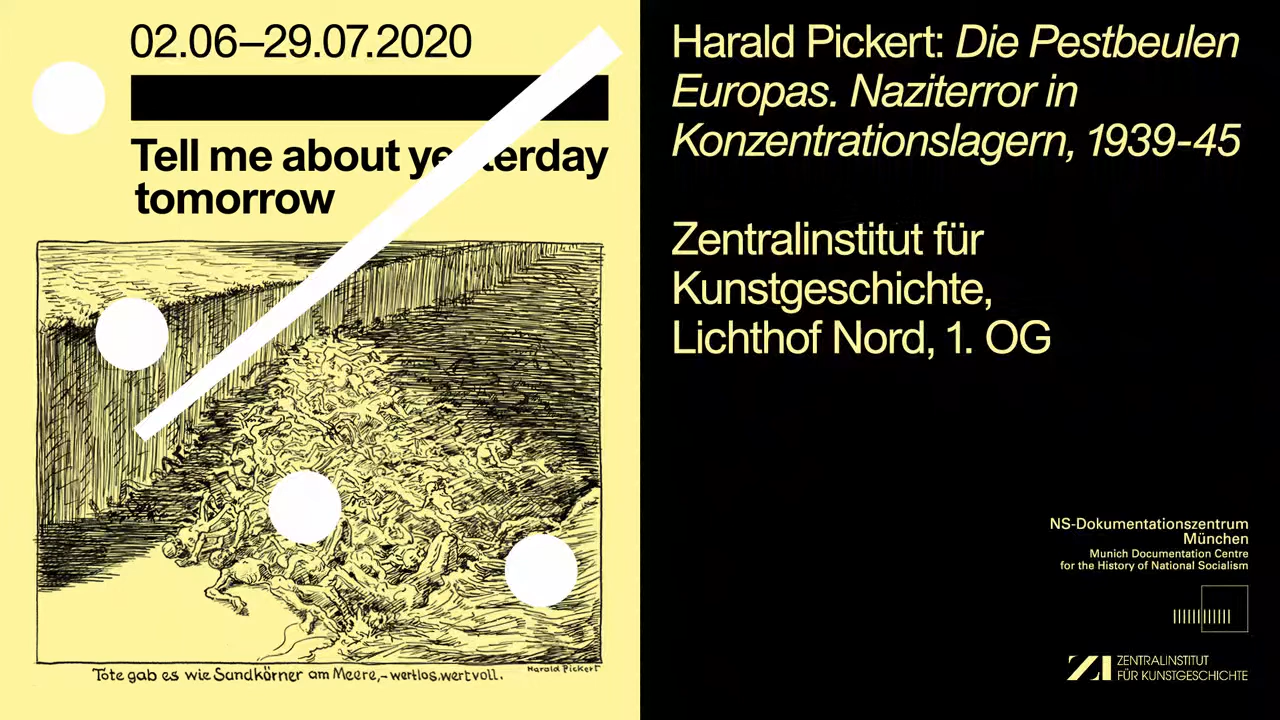 02.06–29.07.2020
Tell me about yesterday
tomorrow
Tote gab es wie Sandkörner am Meere,- wertlos, wertvoll.
Harald Pickert
Harald Pickert: Die Pestbeulen
Europas. Naziterror in
Konzentrationslagern, 1939-45
Zentralinstitut für
Kunstgeschichte,
Lichthof Nord, 1. OG
NS-Dokumentationszentrum
München
Munich Documentation Centre
for the History of National Socialism
ZI ZENTRALINSTITUT
FÜR KUNSTGESCHICHTE